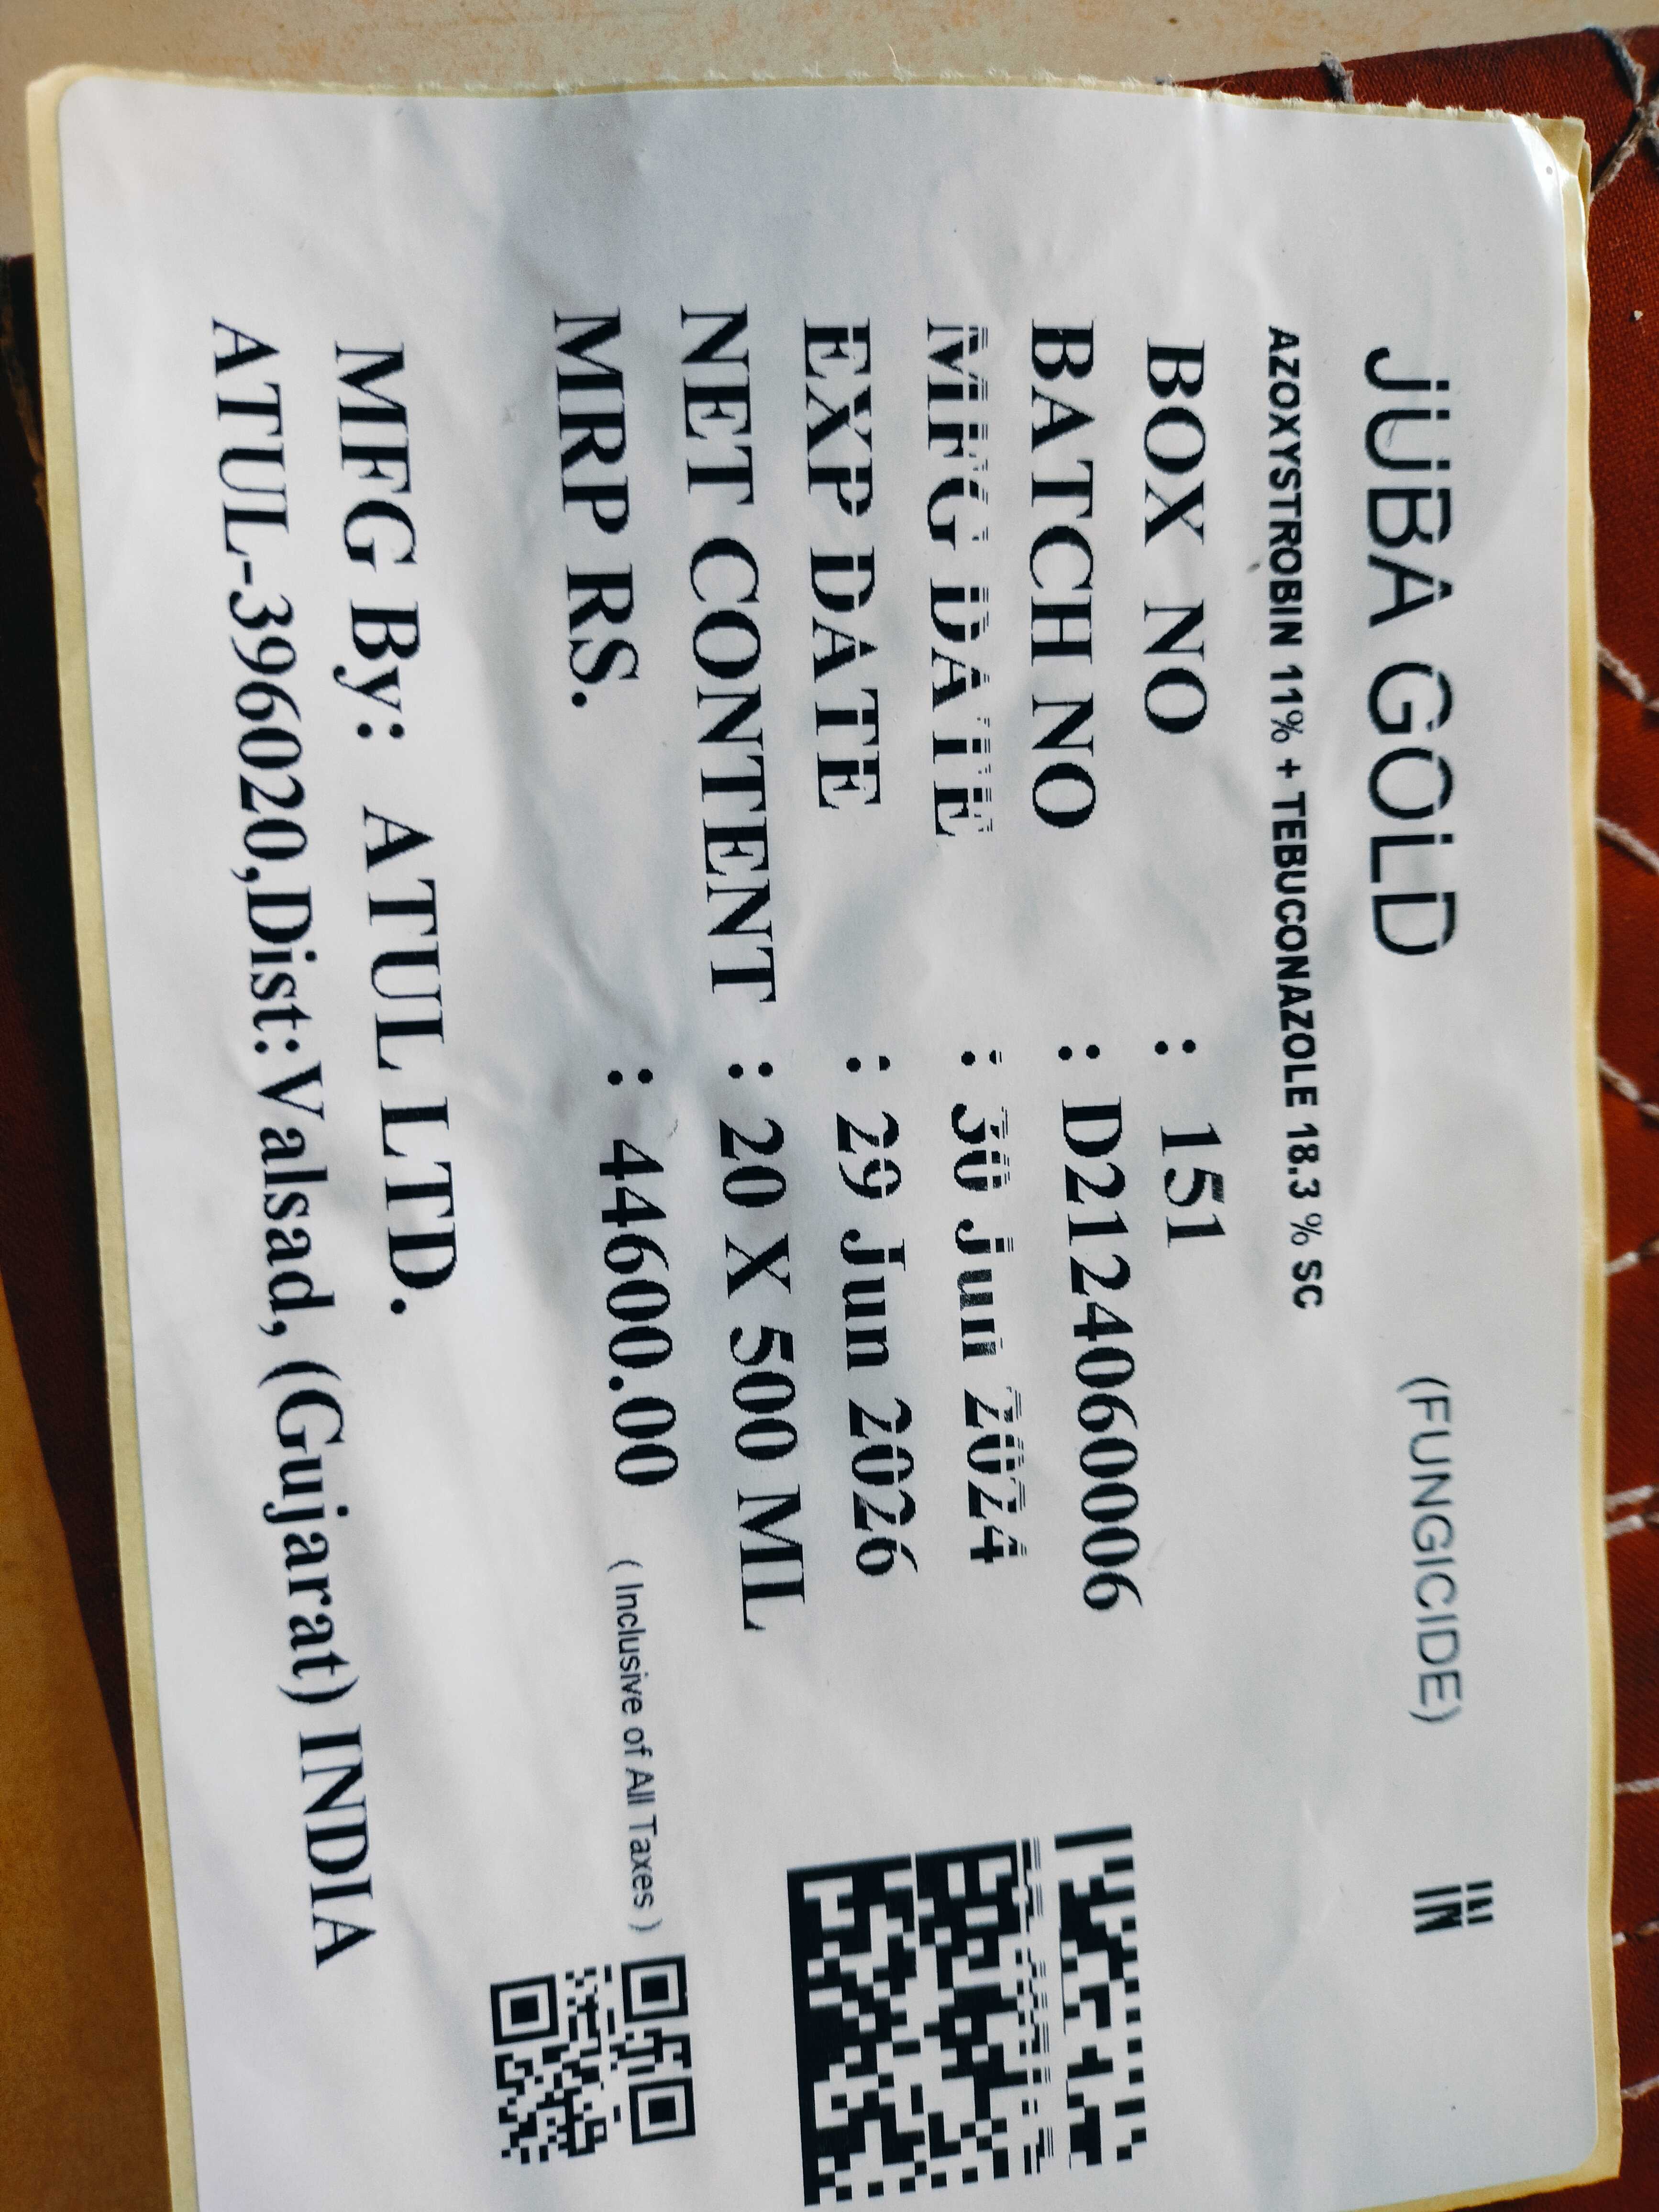 JUBA GOLD (FUNGICIDE) IN
AZOXYSTROBIN 11% + TEBUCONAZOLE 18.3 % SC
BOX NO : 151
BATCH NO : D212406006
MFG DATE : 30 Jun 2024
EXP DATE : 29 Jun 2026
NET CONTENT : 20 X 500 ML
MRP RS. : 44600.00 ( Inclusive of All Taxes )
MFG By: ATUL LTD.
ATUL-396020,Dist:Valsad, (Gujarat) INDIA